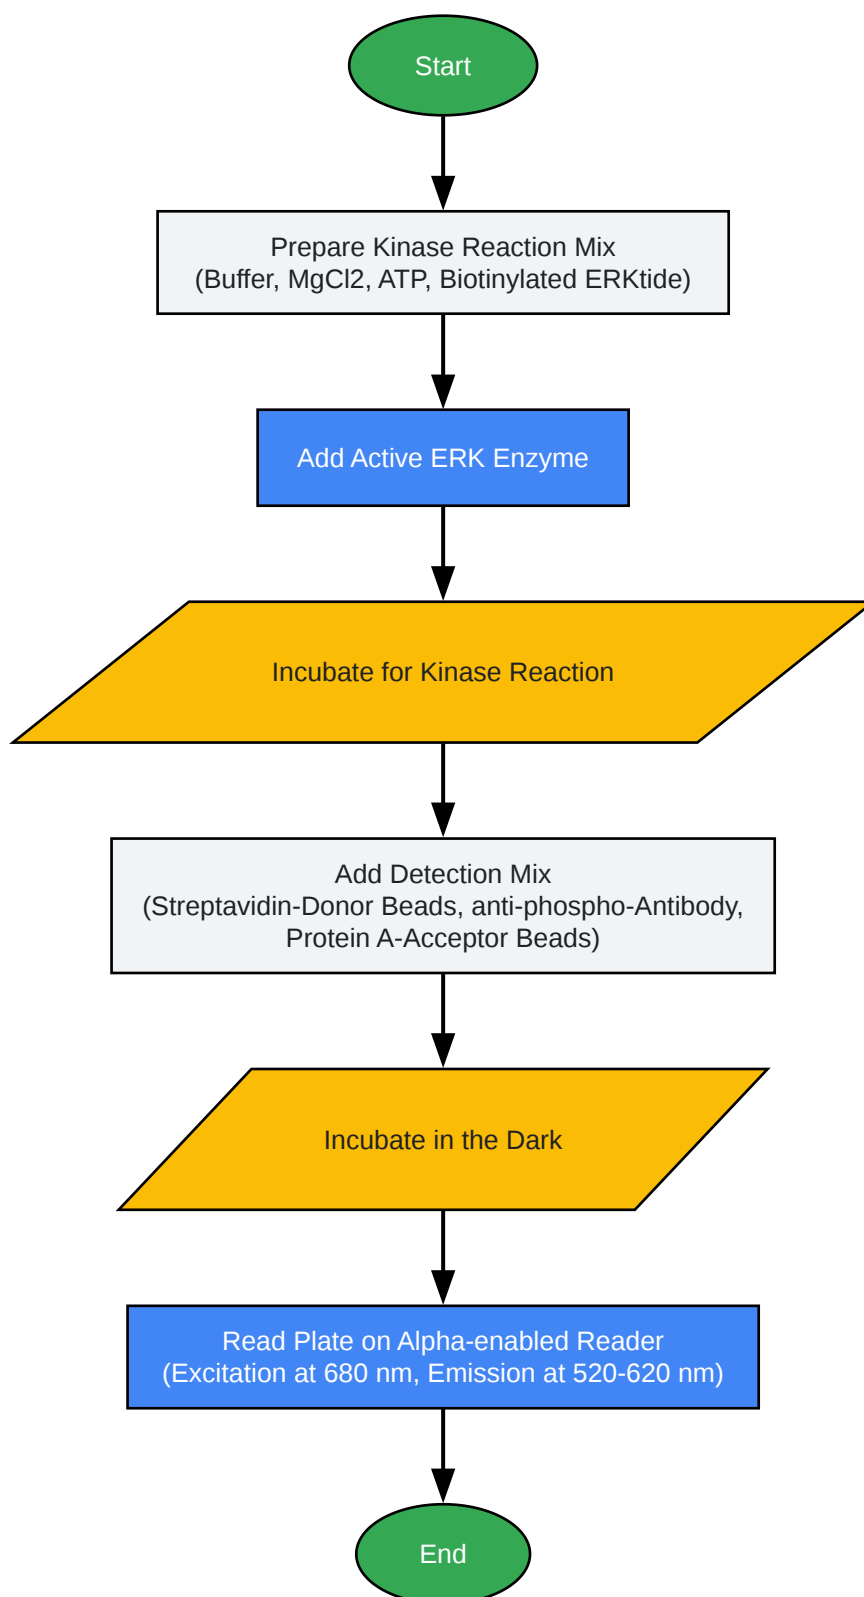 Start
Prepare Kinase Reaction Mix
(Buffer, MgCl2, ATP, Biotinylated ERKtide)
Add Active ERK Enzyme
Incubate for Kinase Reaction
Add Detection Mix
(Streptavidin-Donor Beads, anti-phospho-Antibody,
Protein A-Acceptor Beads)
Incubate in the Dark
Read Plate on Alpha-enabled Reader
(Excitation at 680 nm, Emission at 520-620 nm)
End